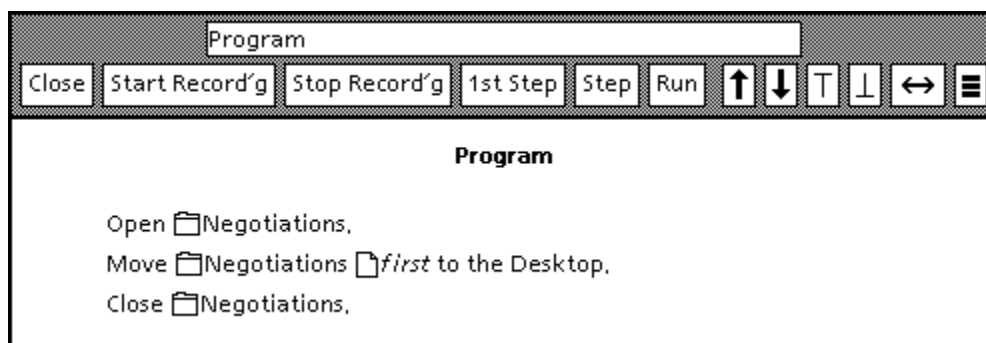 Program
Close Start Record´g Stop Record´g 1st Step Step Run
Program
Open Negotiations,
Move Negotiations first to the Desktop,
Close Negotiations,